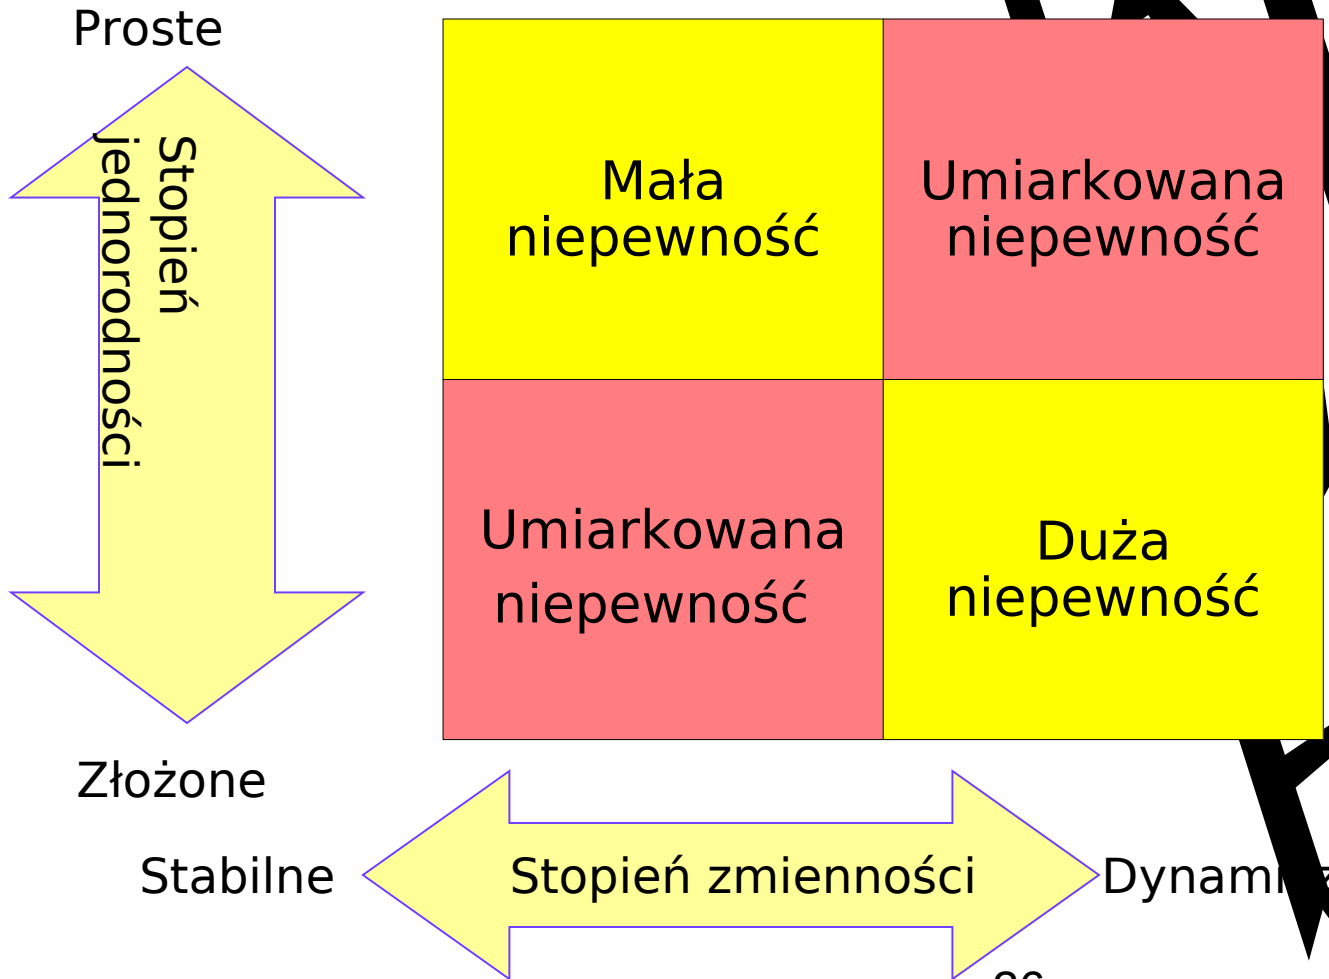 Proste
Stopień
jednorodności
Mała
niepewność
Umiarkowana
niepewność
Umiarkowana
niepewność
Duża
niepewność
Złożone
Stabilne
Stopień zmienności